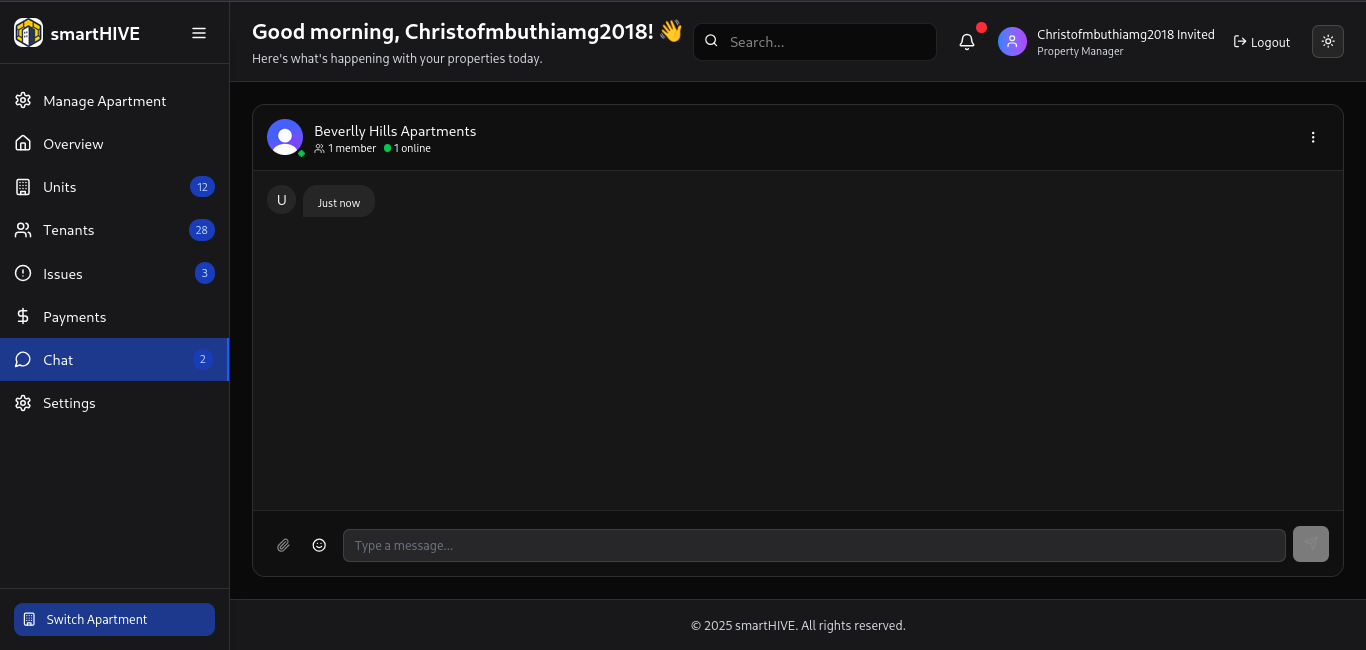 smartHIVE
Good morning, Christofmbuthiamg2018! 👋
Here's what's happening with your properties today.
Search...
Christofmbuthiamg2018 Invited
Property Manager
Logout
Manage Apartment
Overview
Units 12
Tenants 28
Issues 3
Payments
Chat 2
Settings
Switch Apartment
Beverlly Hills Apartments
1 member 1 online
U
Just now
Type a message...
© 2025 smartHIVE. All rights reserved.